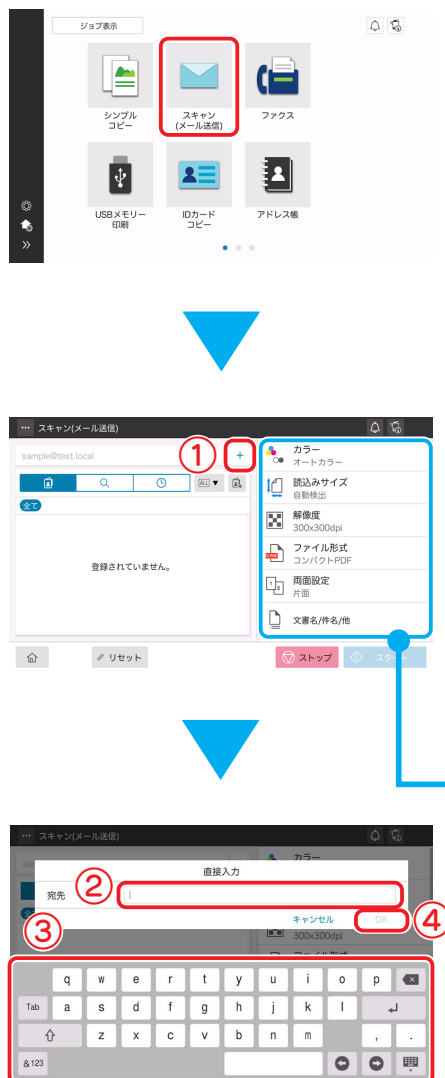 ジョブ表示
シンプル
コピー
スキャン
(メール送信)
ファクス
USBメモリー
印刷
IDカード
コピー
アドレス帳
スキャン(メール送信)
sample@test.local
①
+
ALL ▼
全て
登録されていません。
カラー
オートカラー
読込みサイズ
自動検出
解像度
300x300dpi
ファイル形式
コンパクトPDF
両面設定
片面
文書名/件名/他
リセット
ストップ
スタート
スキャン(メール送信)
カラー
直接入力
宛先
②
キャンセル
OK
④
③
300x300dpi
q w e r t y u i o p
Tab a s d f g h j k l
z x c v b n m , .
&123